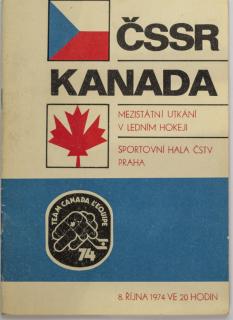 ČSSR
KANADA
MEZISTÁTNÍ UTKÁNÍ
V LEDNÍM HOKEJI
SPORTOVNÍ HALA ČSTV
PRAHA
TEAM CANADA L'EQUIPE
74
8. ŘÍJNA 1974 VE 20 HODIN